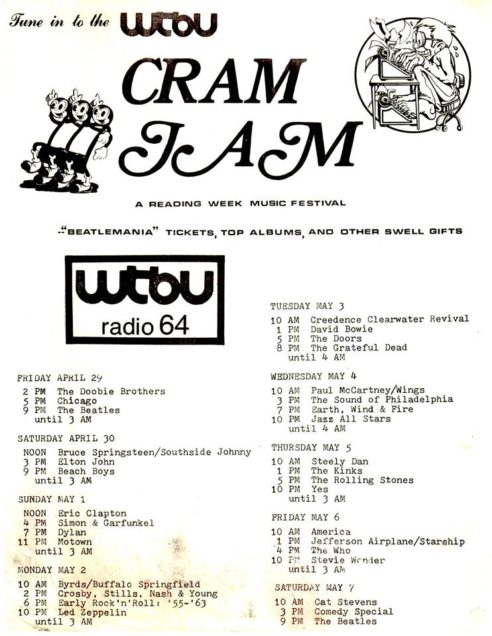 Tune in to the wtbu
CRAM
JAM
A READING WEEK MUSIC FESTIVAL
-"BEATLEMANIA" TICKETS, TOP ALBUMS, AND OTHER SWELL GIFTS
wtbu
radio 64
FRIDAY APRIL 29
2 PM The Doobie Brothers
5 PM Chicago
9 PM The Beatles
until 3 AM
SATURDAY APRIL 30
NOON Bruce Springsteen/Southside Johnny
3 PM Elton John
9 PM Beach Boys
until 3 AM
SUNDAY MAY 1
NOON Eric Clapton
4 PM Simon & Garfunkel
7 PM Dylan
11 PM Motown
until 3 AM
MONDAY MAY 2
10 AM Byrds/Buffalo Springfield
2 PM Crosby, Stills, Nash & Young
6 PM Early Rock'n'Roll: '55-'63
10 PM Led Zeppelin
until 3 AM
TUESDAY MAY 3
10 AM Creedence Clearwater Revival
1 PM David Bowie
5 PM The Doors
8 PM The Grateful Dead
until 4 AM
WEDNESDAY MAY 4
10 AM Paul McCartney/Wings
3 PM The Sound of Philadelphia
7 PM Earth, Wind & Fire
10 PM Jazz All Stars
until 4 AM
THURSDAY MAY 5
10 AM Steely Dan
1 PM The Kinks
5 PM The Rolling Stones
10 PM Yes
until 3 AM
FRIDAY MAY 6
10 AM America
1 PM Jefferson Airplane/Starship
4 PM The Who
10 PM Stevie Wonder
until 3 AM
SATURDAY MAY 7
10 AM Cat Stevens
3 PM Comedy Special
9 PM The Beatles